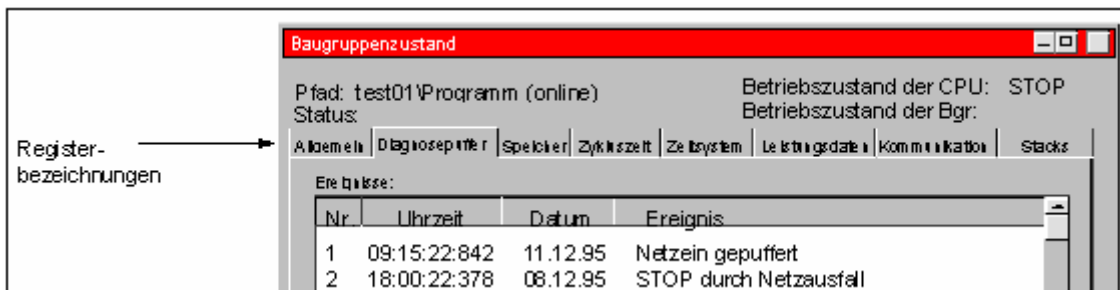 Baugruppenzustand
Pfad: test01\Programm (online)
Betriebszustand der CPU: STOP
Status:
Betriebszustand der Bgr:
Register-
bezeichnungen
Allgemein Diagnosepuffer Speicher Zykluszeit Zeitsystem Leistungsdaten Kommunikation Stacks
Ereignisse:
Nr. Uhrzeit Datum Ereignis
1 09:15:22:842 11.12.95 Netzein gepuffert
2 18:00:22:378 08.12.95 STOP durch Netzausfall